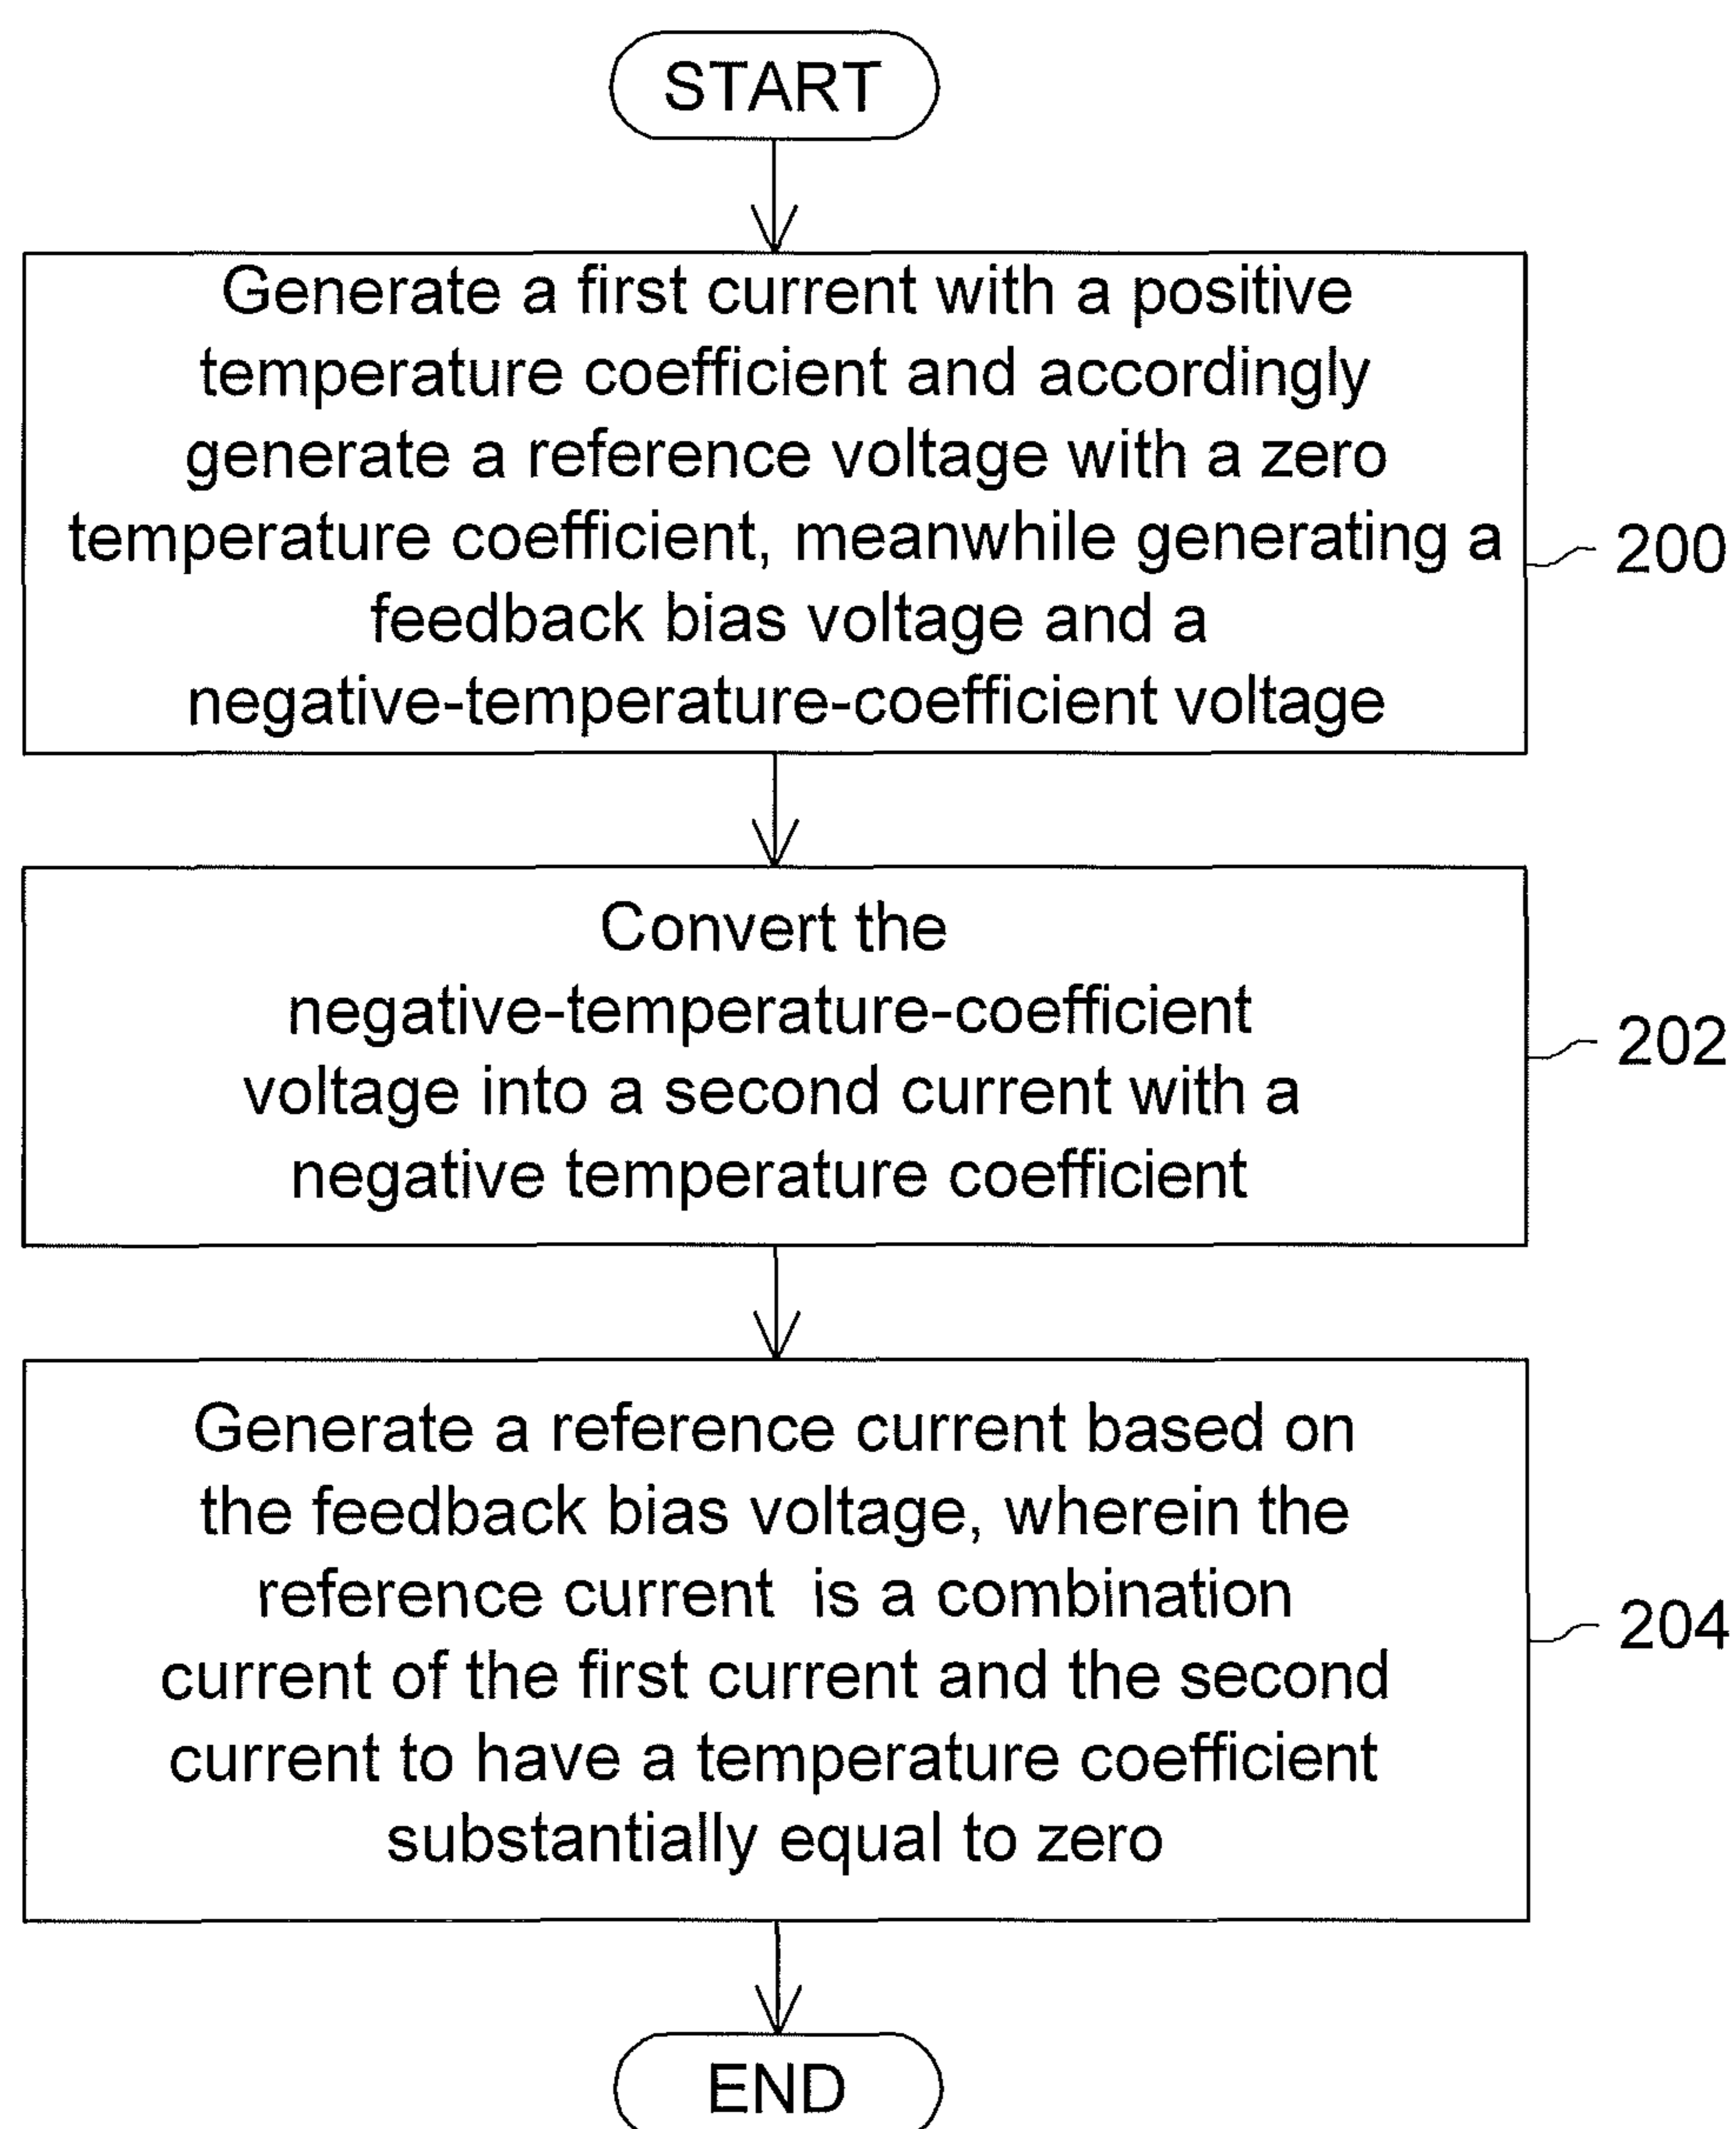 START
Generate a first current with a positive
temperature coefficient and accordingly
generate a reference voltage with a zero
temperature coefficient, meanwhile generating a
feedback bias voltage and a
negative-temperature-coefficient voltage
200
Convert the
negative-temperature-coefficient
voltage into a second current with a
negative temperature coefficient
202
Generate a reference current based on
the feedback bias voltage, wherein the
reference current is a combination
current of the first current and the second
current to have a temperature coefficient
substantially equal to zero
204
END